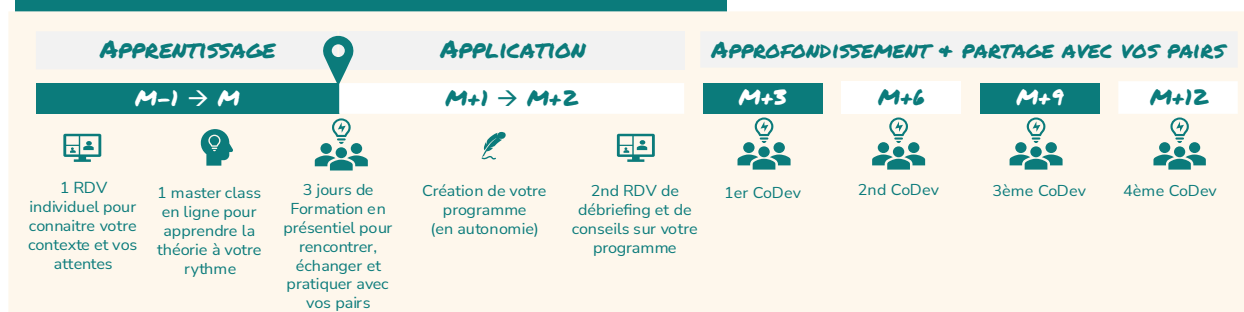 APPRENTISSAGE
APPLICATION
APPROFONDISSEMENT + PARTAGE AVEC VOS PAIRS
M-1 → M
M+1 → M+2
M+3
M+6
M+9
M+12
1 RDV
individuel pour
connaitre votre
contexte et vos
attentes
1 master class
en ligne pour
apprendre la
théorie à votre
rythme
3 jours de
Formation en
présentiel pour
rencontrer,
échanger et
pratiquer avec
vos pairs
Création de votre
programme
(en autonomie)
2nd RDV de
débriefing et de
conseils sur votre
programme
1er CoDev
2nd CoDev
3ème CoDev
4ème CoDev